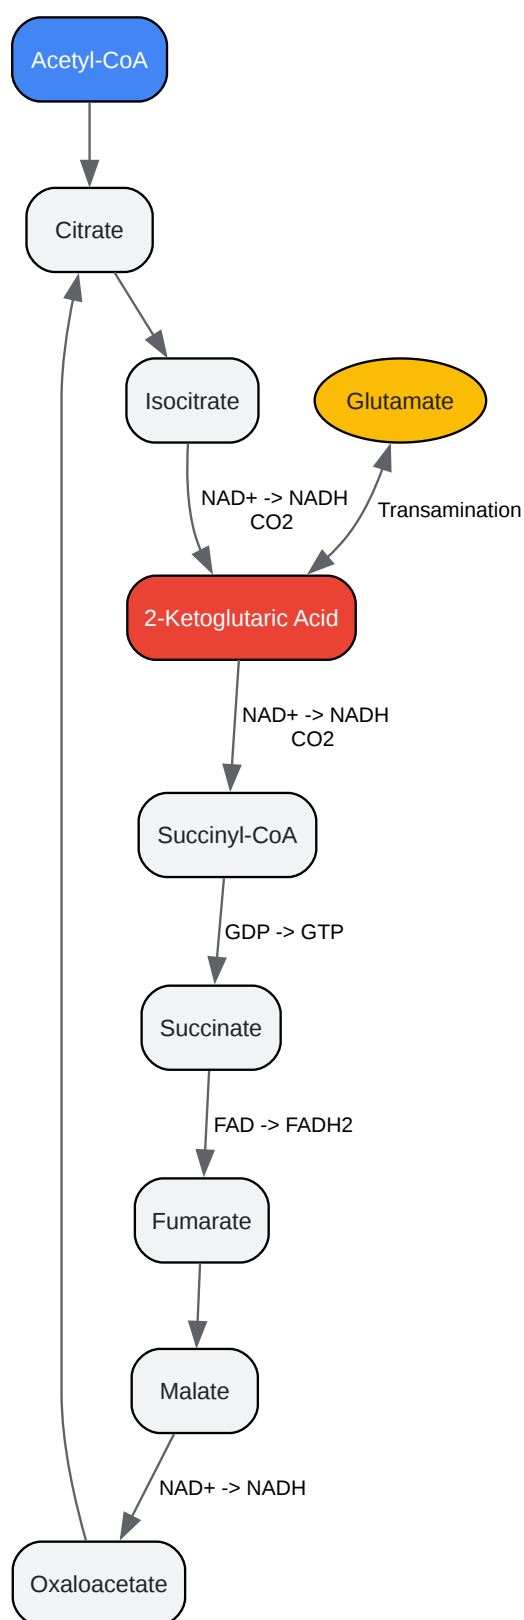 Acetyl-CoA
Citrate
Isocitrate
Glutamate
NAD+ -> NADH
CO2
Transamination
2-Ketoglutaric Acid
NAD+ -> NADH
CO2
Succinyl-CoA
GDP -> GTP
Succinate
FAD -> FADH2
Fumarate
Malate
NAD+ -> NADH
Oxaloacetate